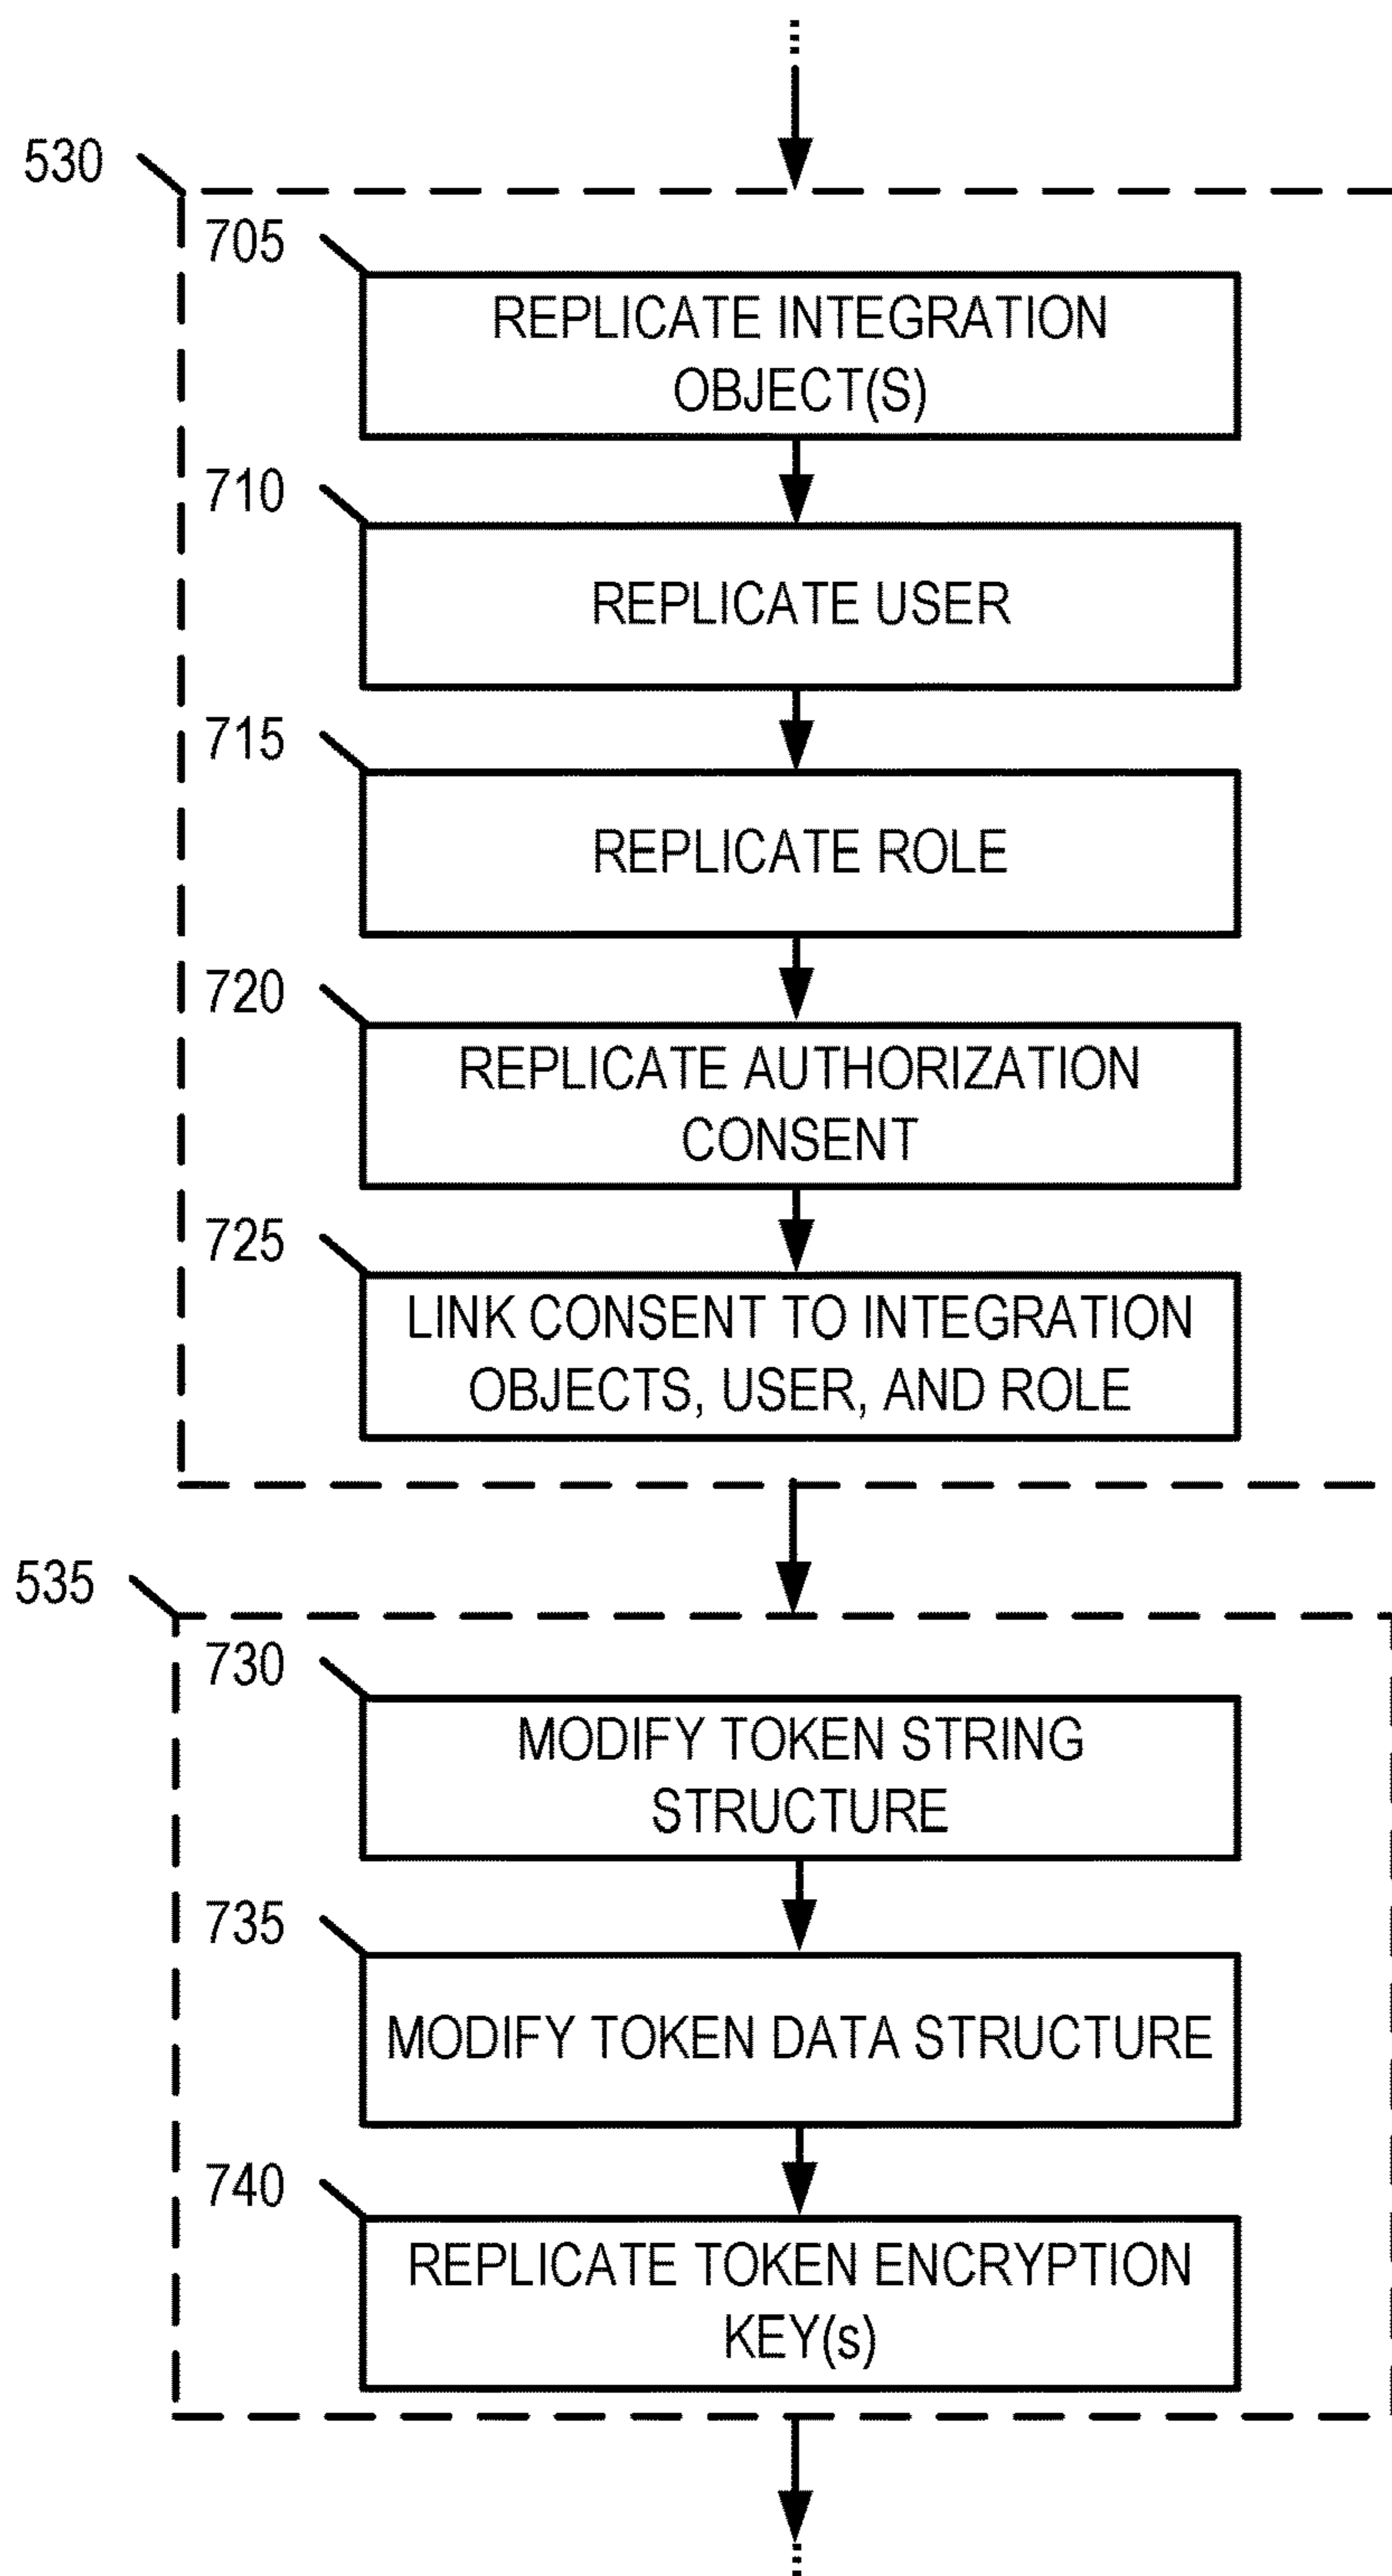 530
705
REPLICATE INTEGRATION
OBJECT(S)
710
REPLICATE USER
715
REPLICATE ROLE
720
REPLICATE AUTHORIZATION
CONSENT
725
LINK CONSENT TO INTEGRATION
OBJECTS, USER, AND ROLE
535
730
MODIFY TOKEN STRING
STRUCTURE
735
MODIFY TOKEN DATA STRUCTURE
740
REPLICATE TOKEN ENCRYPTION
KEY(s)